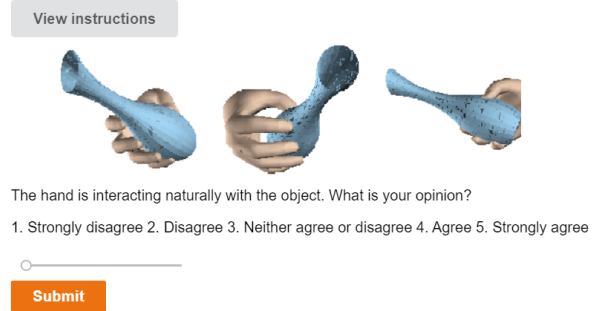 View instructions
The hand is interacting naturally with the object. What is your opinion?
1. Strongly disagree 2. Disagree 3. Neither agree or disagree 4. Agree 5. Strongly agree
Submit